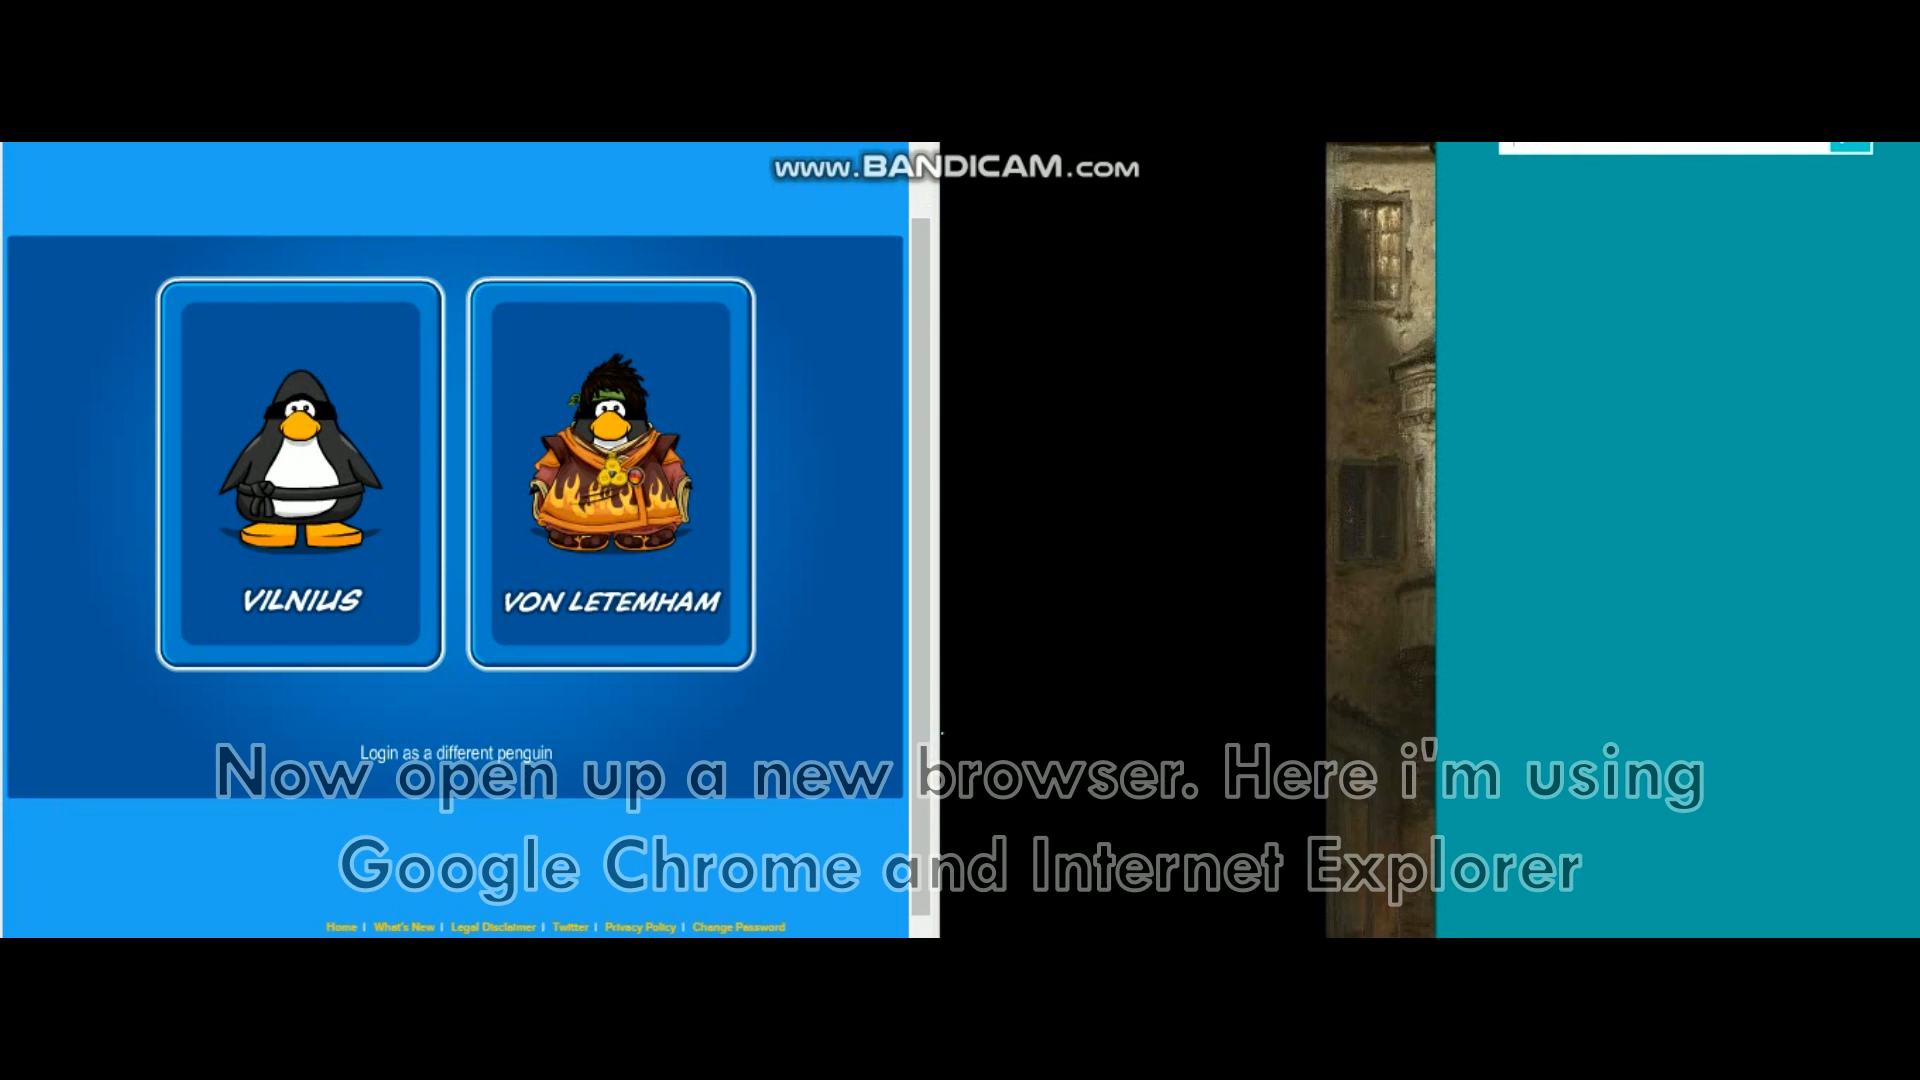 www.BANDICAM.com
VILNIUS
VON LETEMHAM
Login as a different penguin
Now open up a new browser. Here i'm using
Google Chrome and Internet Explorer
Home | What's New | Legal Disclaimer | Twitter | Privacy Policy | Change Password